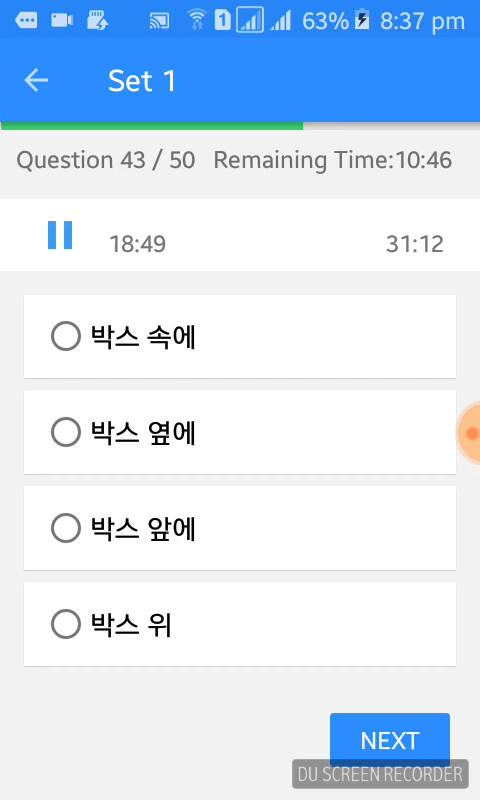 63% 8:37 pm
Set 1
Question 43 / 50 Remaining Time:10:46
18:49 31:12
박스 속에
박스 옆에
박스 앞에
박스 위
NEXT
DU SCREEN RECORDER